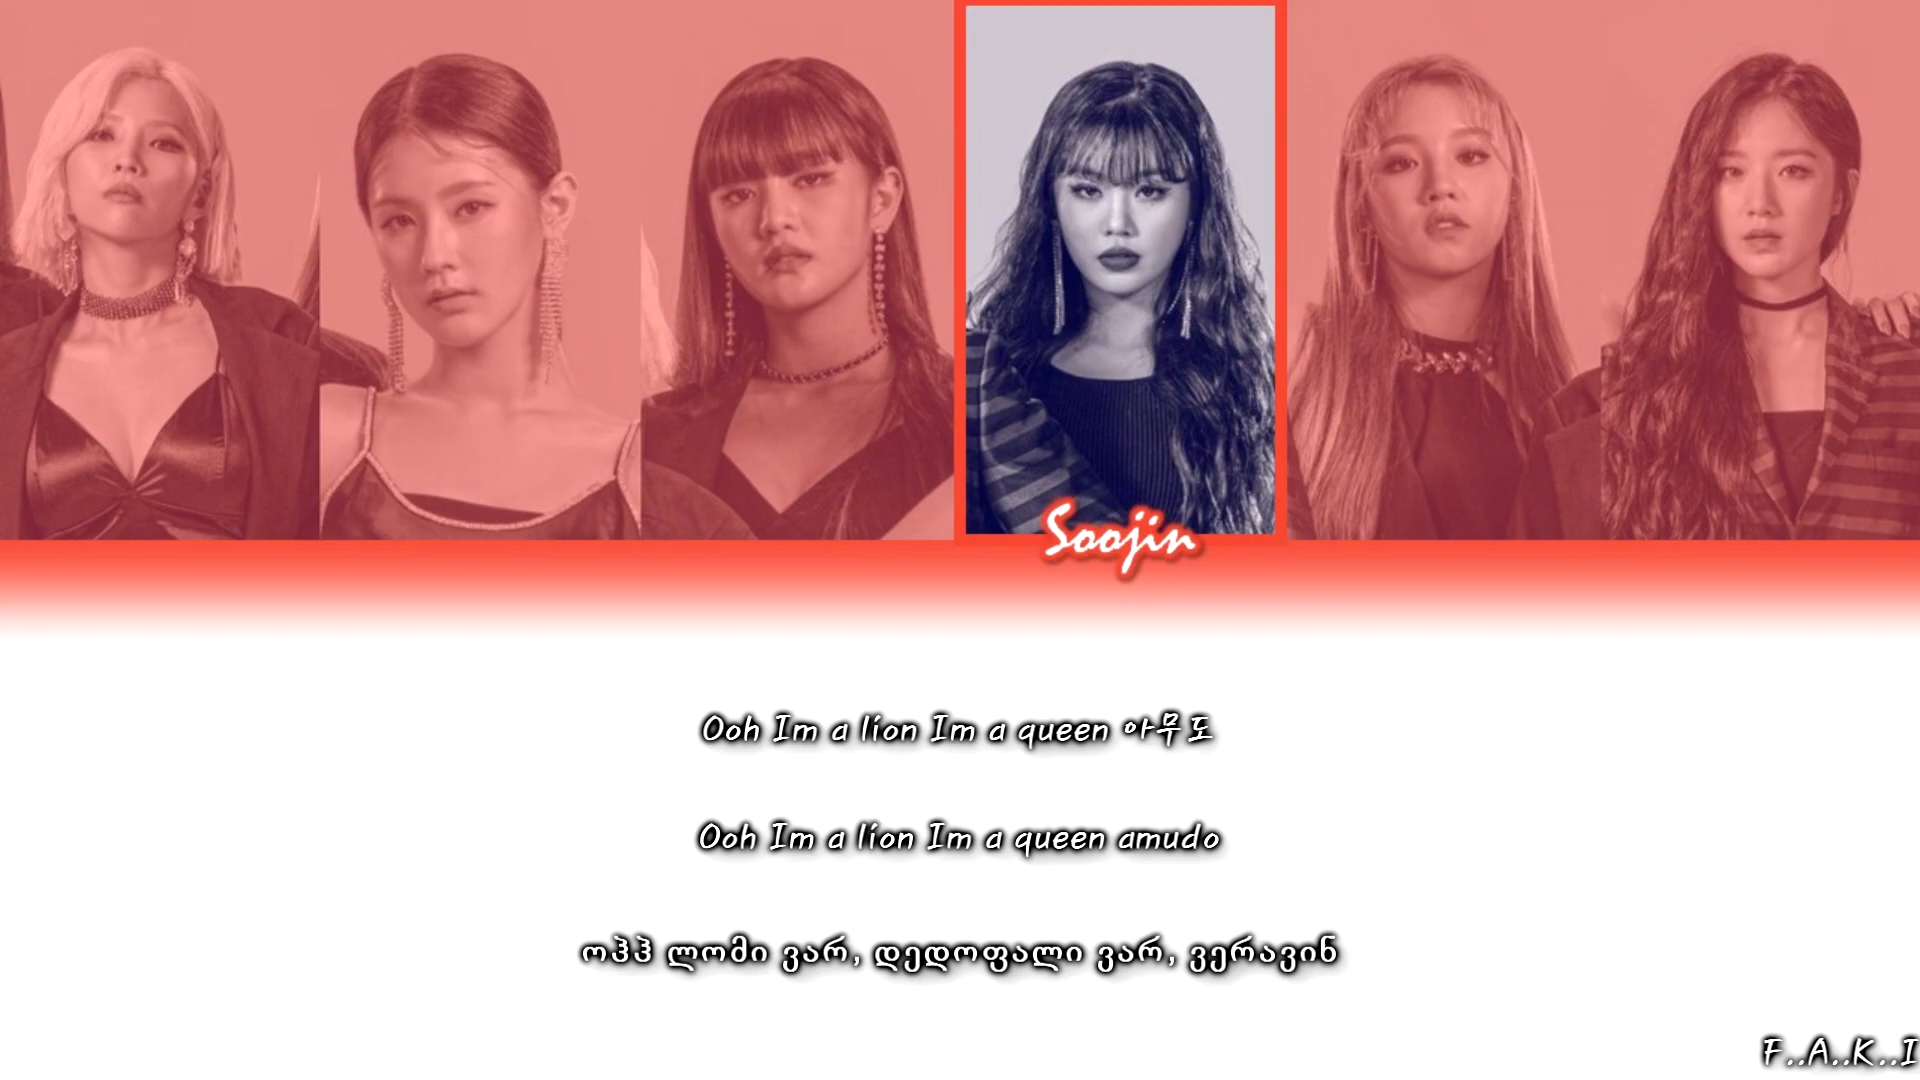 Soojin
Ooh Im a lion Im a queen 아무도
Ooh Im a lion Im a queen amudo
ოჰჰ ლომი ვარ, დედოფალი ვარ, ვერავინ
F..A..K..I